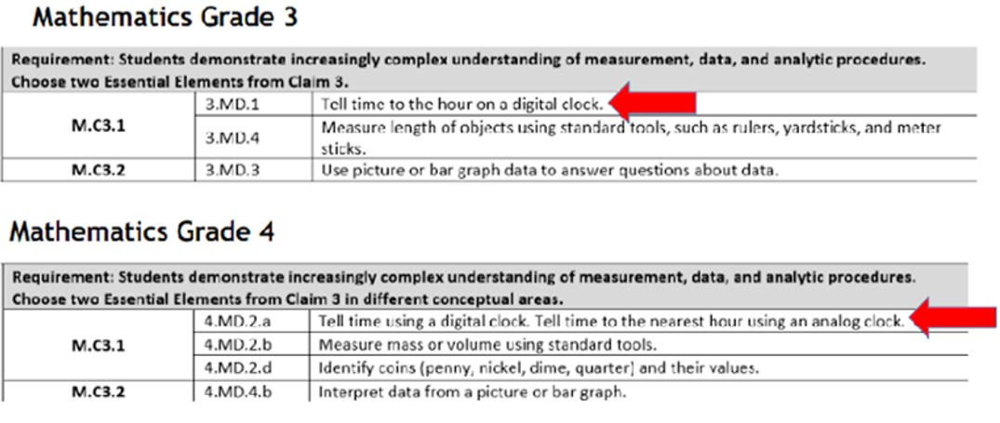 Mathematics Grade 3
Requirement: Students demonstrate increasingly complex understanding of measurement, data, and analytic procedures.
Choose two Essential Elements from Claim 3.
M.C3.1
3.MD.1 Tell time to the hour on a digital clock.
3.MD.4 Measure length of objects using standard tools, such as rulers, yardsticks, and meter
sticks.
M.C3.2 3.MD.3 Use picture or bar graph data to answer questions about data.
Mathematics Grade 4
Requirement: Students demonstrate increasingly complex understanding of measurement, data, and analytic procedures.
Choose two Essential Elements from Claim 3 in different conceptual areas.
M.C3.1
4.MD.2.a Tell time using a digital clock. Tell time to the nearest hour using an analog clock.
4.MD.2.b Measure mass or volume using standard tools.
4.MD.2.d Identify coins (penny, nickel, dime, quarter) and their values.
M.C3.2 4.MD.4.b Interpret data from a picture or bar graph.